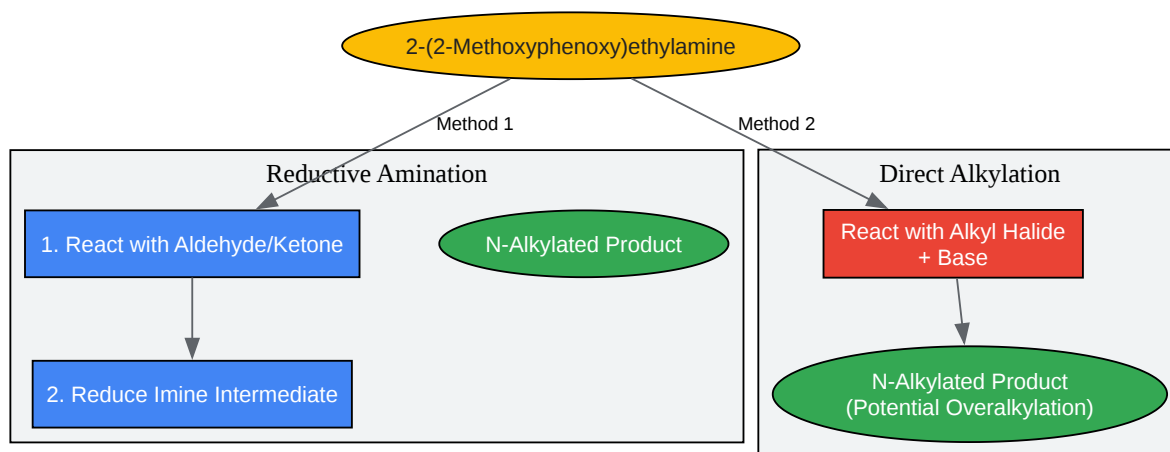 2-(2-Methoxyphenoxy)ethylamine
Method 1
Method 2
Reductive Amination
1. React with Aldehyde/Ketone
N-Alkylated Product
2. Reduce Imine Intermediate
Direct Alkylation
React with Alkyl Halide
+ Base
N-Alkylated Product
(Potential Overalkylation)